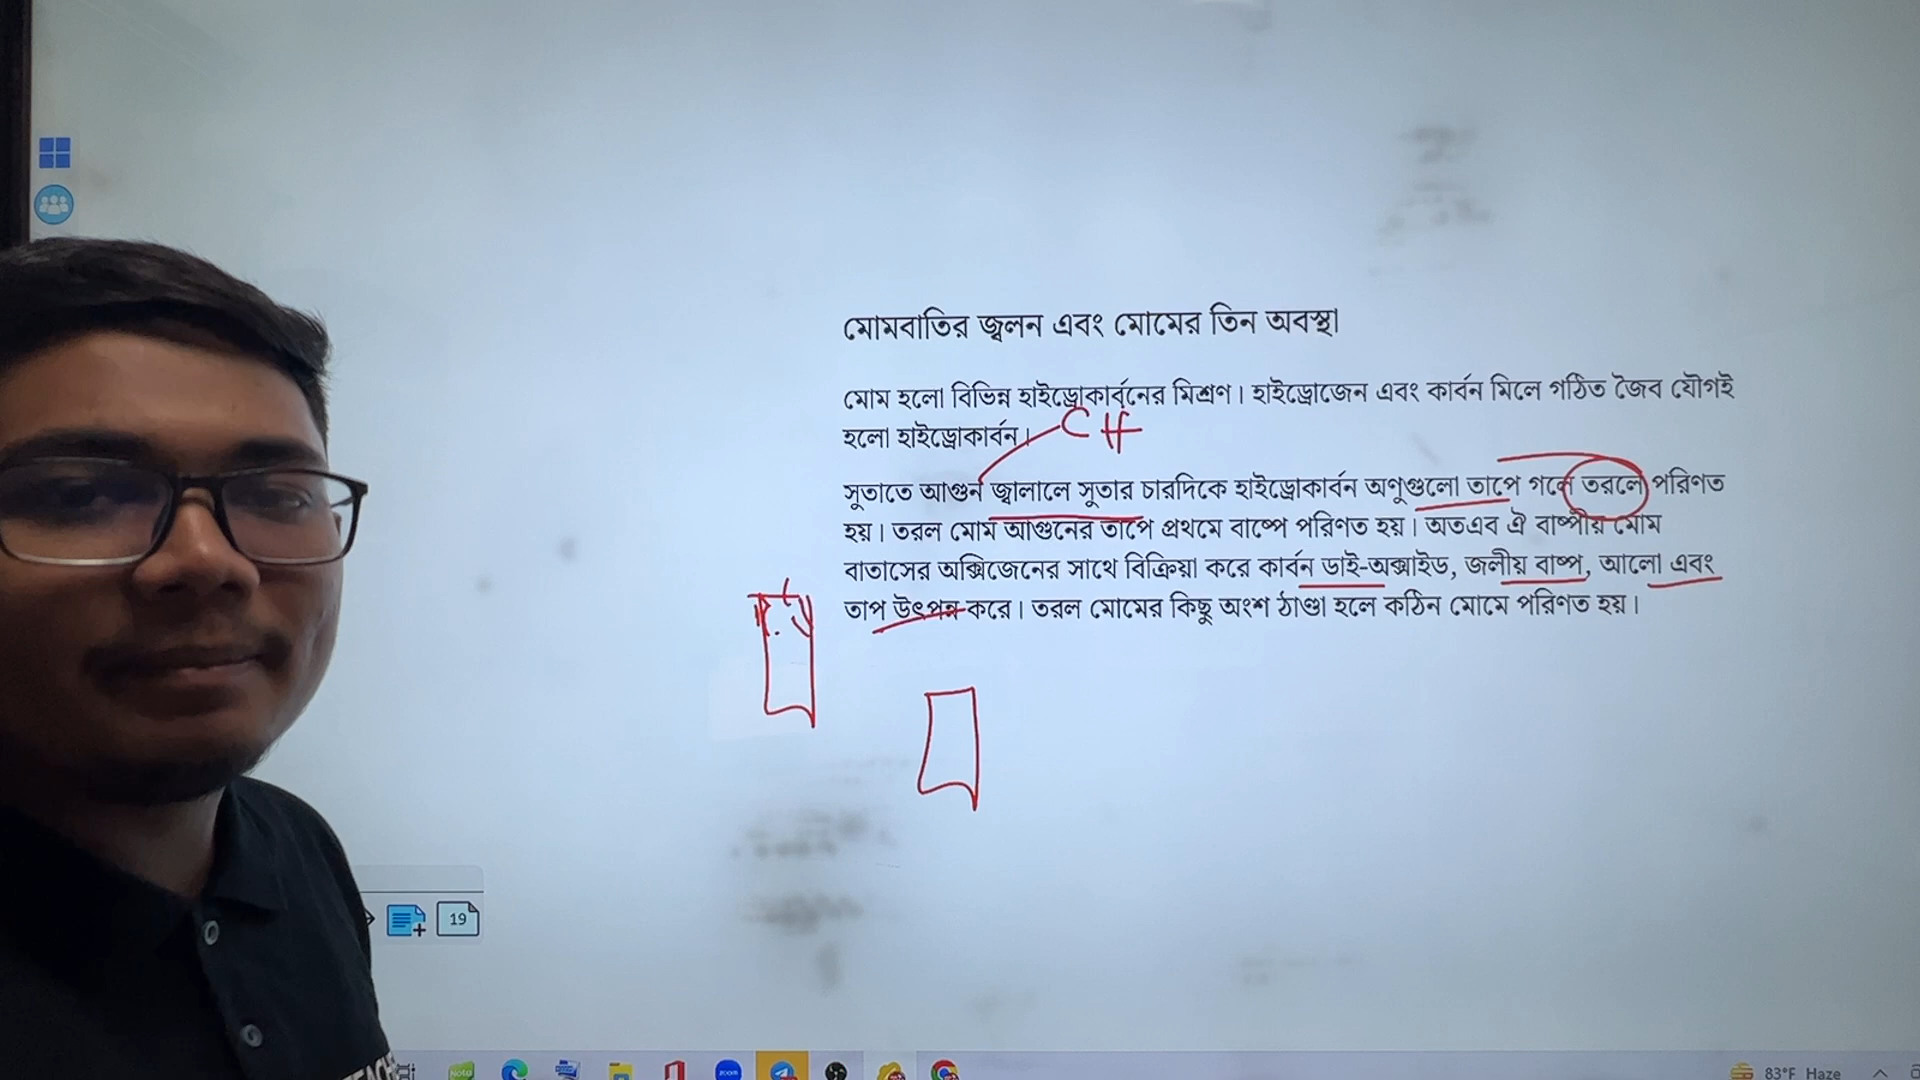 মোমবাতির জ্বলন এবং মোমের তিন অবস্থা
মোম হলো বিভিন্ন হাইড্রোকার্বনের মিশ্রণ। হাইড্রোজেন এবং কার্বন মিলে গঠিত জৈব যৌগই
হলো হাইড্রোকার্বন।
CH
সুতাতে আগুন জ্বালালে সুতার চারদিকে হাইড্রোকার্বন অণুগুলো তাপে গলে তরলে পরিণত
হয়। তরল মোম আগুনের তাপে প্রথমে বাষ্পে পরিণত হয়। অতএব ঐ বাষ্পীয় মোম
বাতাসের অক্সিজেনের সাথে বিক্রিয়া করে কার্বন ডাই-অক্সাইড, জলীয় বাষ্প, আলো এবং
তাপ উৎপন্ন করে। তরল মোমের কিছু অংশ ঠাণ্ডা হলে কঠিন মোমে পরিণত হয়।
19
zoom
83°F Haze